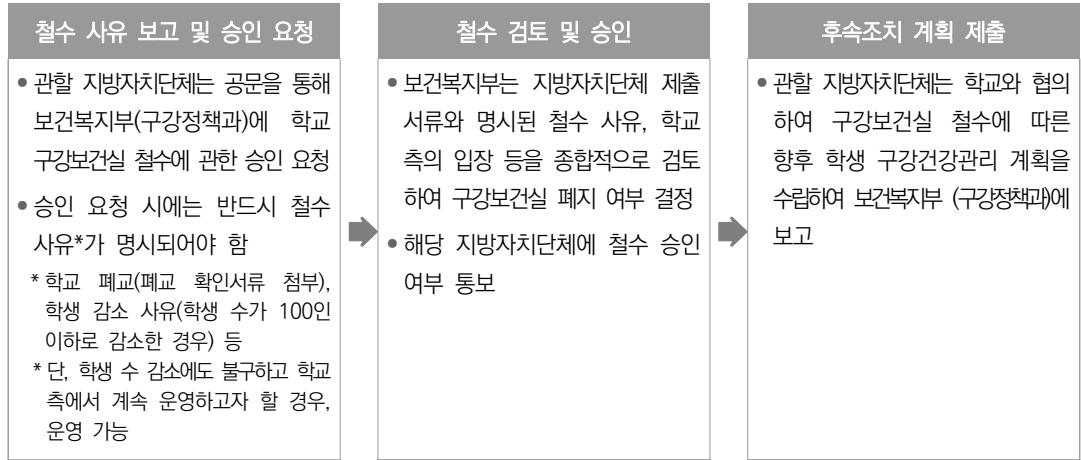 철수 사유 보고 및 승인 요청
• 관할 지방자치단체는 공문을 통해
보건복지부(구강정책과)에 학교
구강보건실 철수에 관한 승인 요청
• 승인 요청 시에는 반드시 철수
사유*가 명시되어야 함
* 학교 폐교(폐교 확인서류 첨부),
학생 감소 사유(학생 수가 100인
이하로 감소한 경우) 등
* 단, 학생 수 감소에도 불구하고 학교
측에서 계속 운영하고자 할 경우,
운영 가능
철수 검토 및 승인
• 보건복지부는 지방자치단체 제출
서류와 명시된 철수 사유, 학교
측의 입장 등을 종합적으로 검토
하여 구강보건실 폐지 여부 결정
• 해당 지방자치단체에 철수 승인
여부 통보
후속조치 계획 제출
• 관할 지방자치단체는 학교와 협의
하여 구강보건실 철수에 따른
향후 학생 구강건강관리 계획을
수립하여 보건복지부 (구강정책과)에
보고